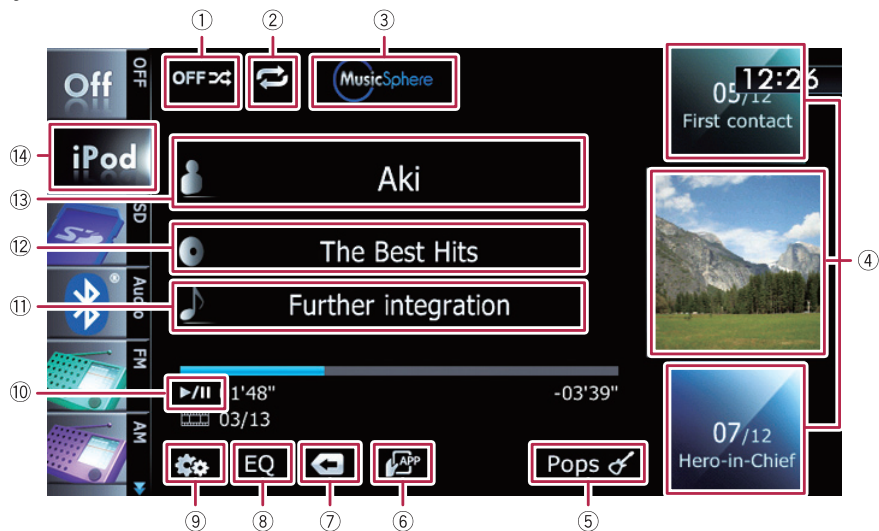 ① ② ③
Off OFF
OFF
MusicSphere
12:26
05/12
First contact
⑭
iPod
Aki
⑬
SD
SD
④
⑫
The Best Hits
® Audio
⑪
Further integration
FM
⑩
1'48"
-03'39"
03/13
07/12
Hero-in-Chief
AM
EQ
APP
Pops
⑨ ⑧ ⑦ ⑥ ⑤